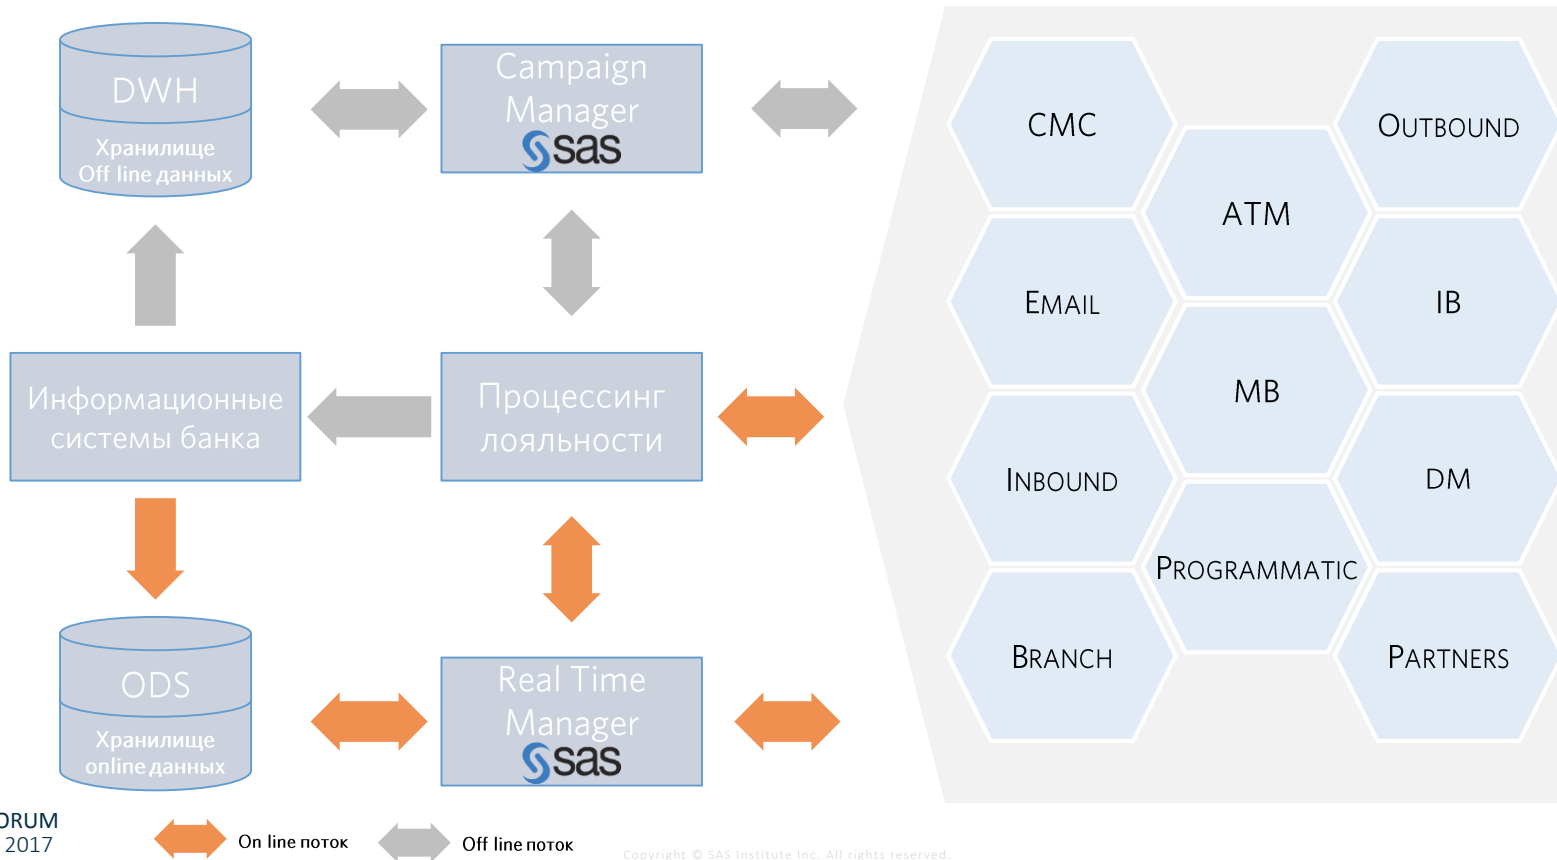 DWH
Хранилище
Off line данных
Campaign
Manager
sas
Информационные
системы банка
Процессинг
лояльности
ODS
Хранилище
online данных
Real Time
Manager
sas
CMC
OUTBOUND
ATM
EMAIL
IB
MB
INBOUND
DM
PROGRAMMATIC
BRANCH
PARTNERS
ORUM
2017
On line поток
Off line поток
Copyright © SAS Institute Inc. All rights reserved.